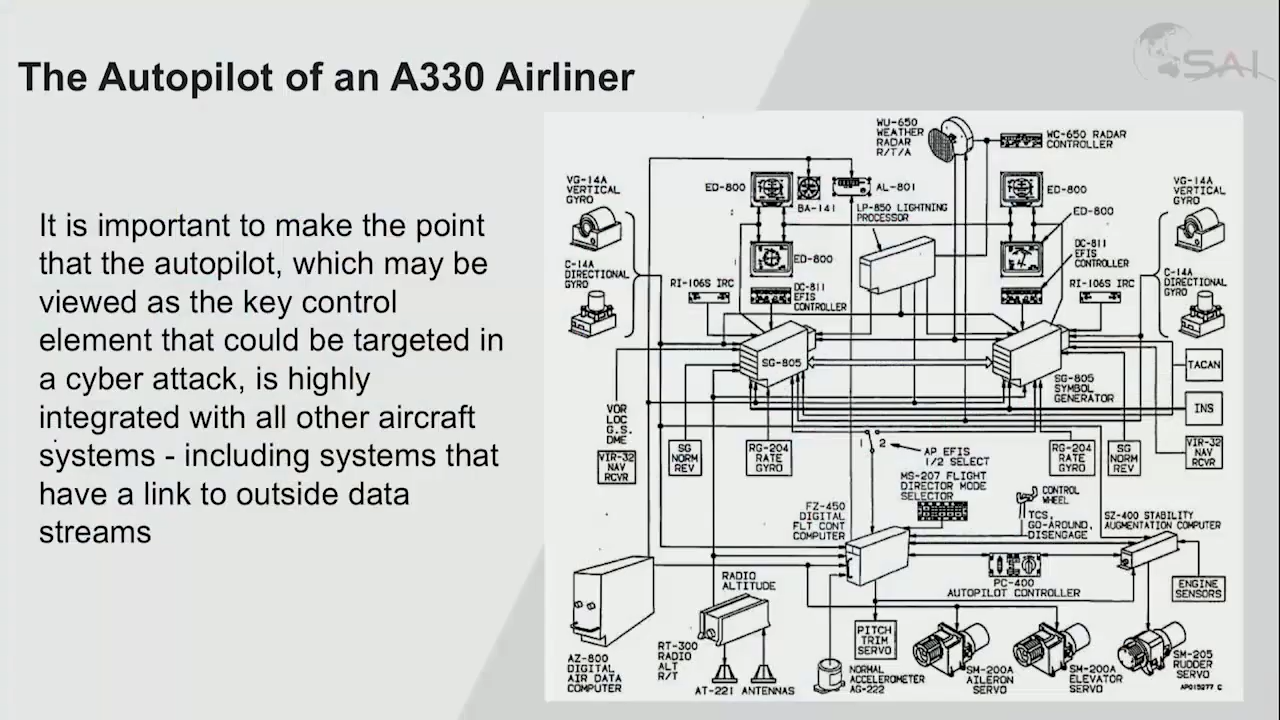 The Autopilot of an A330 Airliner
SAI
It is important to make the point
that the autopilot, which may be
viewed as the key control
element that could be targeted in
a cyber attack, is highly
integrated with all other aircraft
systems - including systems that
have a link to outside data
streams
WU-650
WEATHER
RADAR
R/T/A
WC-650 RADAR
CONTROLLER
VG-14A
VERTICAL
GYRO
ED-800
BA-141
AL-801
LP-850 LIGHTNING
PROCESSOR
ED-800
ED-800
VG-14A
VERTICAL
GYRO
C-14A
DIRECTIONAL
GYRO
ED-800
DC-811
EFIS
CONTROLLER
C-14A
DIRECTIONAL
GYRO
RI-106S IRC
DC-811
EFIS
CONTROLLER
RI-106S IRC
SG-805
SG-805
SYMBOL
GENERATOR
TACAN
INS
VOR
LOC
G.S.
DME
VIR-32
NAV
RCVR
SG
NORM
REV
RG-204
RATE
GYRO
1 2
AP EFIS
1/2 SELECT
RG-204
RATE
GYRO
SG
NORM
REV
VIR-32
NAV
RCVR
MS-207 FLIGHT
DIRECTOR MODE
SELECTOR
CONTROL
WHEEL
FZ-450
DIGITAL
FLT CONT
COMPUTER
TCS,
GO-AROUND,
DISENGAGE
SZ-400 STABILITY
AUGMENTATION COMPUTER
PC-400
AUTOPILOT CONTROLLER
ENGINE
SENSORS
RADIO
ALTITUDE
AZ-800
DIGITAL
AIR DATA
COMPUTER
RT-300
RADIO
ALT
R/T
AT-221 ANTENNAS
PITCH
TRIM
SERVO
NORMAL
ACCELEROMETER
AG-222
SM-200A
AILERON
SERVO
SM-200A
ELEVATOR
SERVO
SM-205
RUDDER
SERVO
AP015277 C